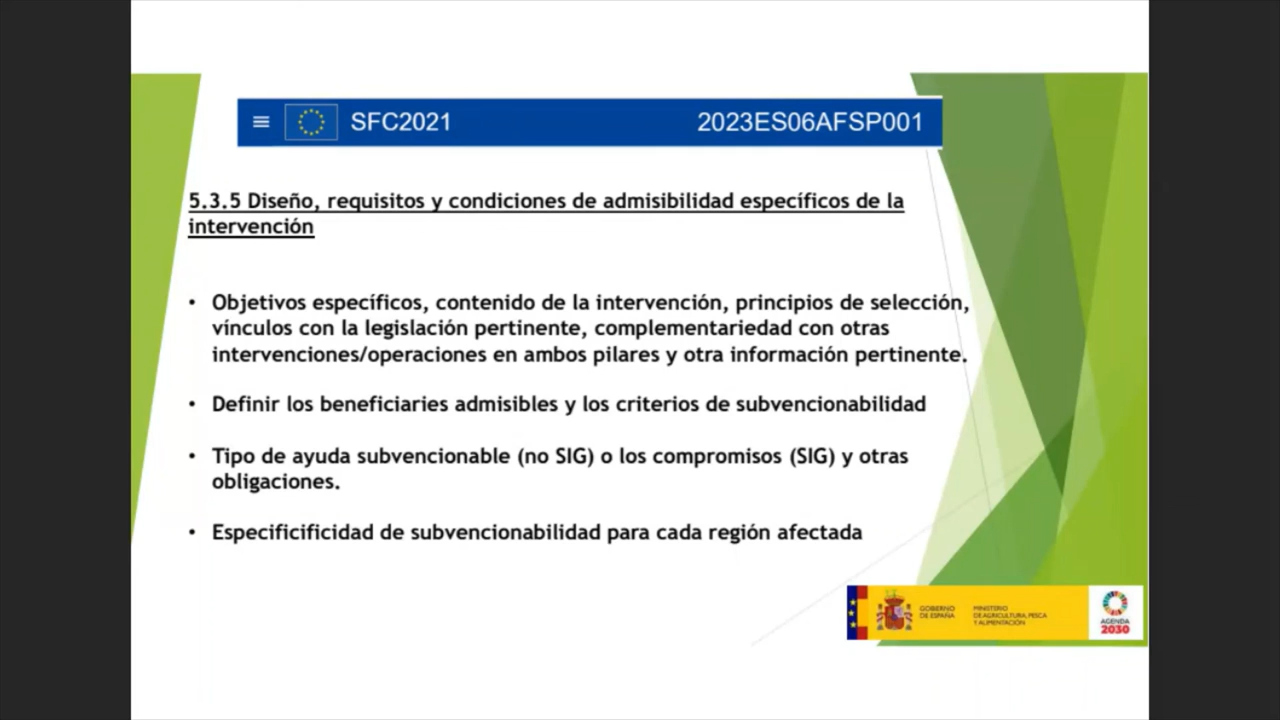 SFC2021 2023ES06AFSP001
5.3.5 Diseño, requisitos y condiciones de admisibilidad específicos de la
intervención
• Objetivos específicos, contenido de la intervención, principios de selección,
vínculos con la legislación pertinente, complementariedad con otras
intervenciones/operaciones en ambos pilares y otra información pertinente.
• Definir los beneficiaries admisibles y los criterios de subvencionabilidad
• Tipo de ayuda subvencionable (no SIG) o los compromisos (SIG) y otras
obligaciones.
• Especificificidad de subvencionabilidad para cada región afectada
GOBIERNO
DE ESPAÑA
MINISTERIO
DE AGRICULTURA, PESCA
Y ALIMENTACIÓN
AGENDA
2030